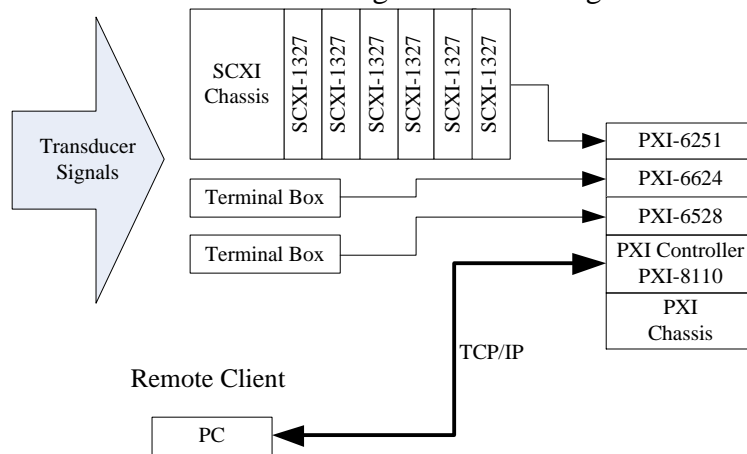 SCXI
Chassis
SCXI-1327
SCXI-1327
SCXI-1327
SCXI-1327
SCXI-1327
SCXI-1327
Transducer
Signals
Terminal Box
Terminal Box
PXI-6251
PXI-6624
PXI-6528
PXI Controller
PXI-8110
PXI
Chassis
TCP/IP
Remote Client
PC